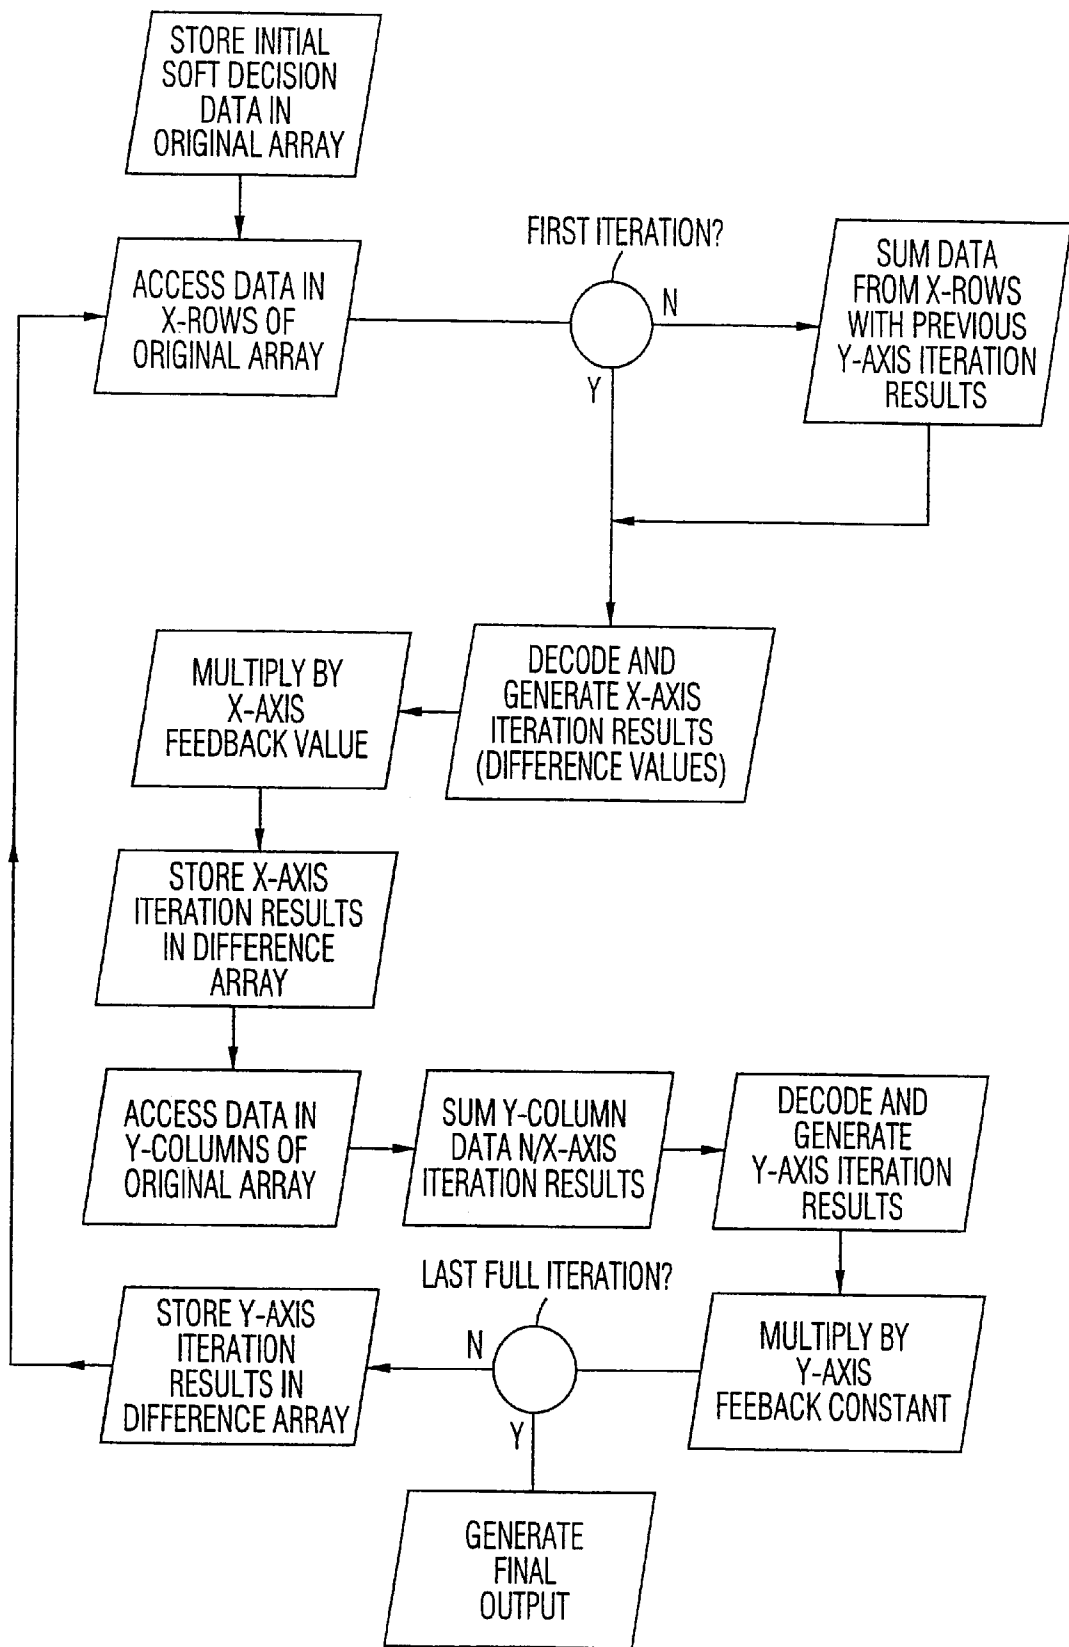 STORE INITIAL
SOFT DECISION
DATA IN
ORIGINAL ARRAY
ACCESS DATA IN
X-ROWS OF
ORIGINAL ARRAY
FIRST ITERATION?
N
Y
SUM DATA
FROM X-ROWS
WITH PREVIOUS
Y-AXIS ITERATION
RESULTS
DECODE AND
GENERATE X-AXIS
ITERATION RESULTS
(DIFFERENCE VALUES)
MULTIPLY BY
X-AXIS
FEEDBACK VALUE
STORE X-AXIS
ITERATION RESULTS
IN DIFFERENCE
ARRAY
ACCESS DATA IN
Y-COLUMNS OF
ORIGINAL ARRAY
SUM Y-COLUMN
DATA N/X-AXIS
ITERATION RESULTS
DECODE AND
GENERATE
Y-AXIS ITERATION
RESULTS
MULTIPLY BY
Y-AXIS
FEEBACK CONSTANT
LAST FULL ITERATION?
N
Y
STORE Y-AXIS
ITERATION
RESULTS IN
DIFFERENCE ARRAY
GENERATE
FINAL
OUTPUT